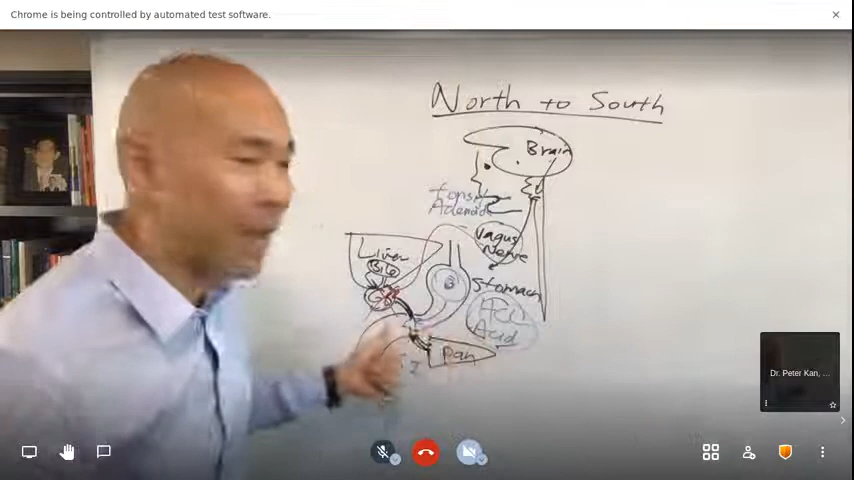 Chrome is being controlled by automated test software.
North to South
Brain
Adenoid
Vagus
Nerve
Liver
Bile
Stomach
HCl
Acid
Pan
Dr. Peter Kan, ...